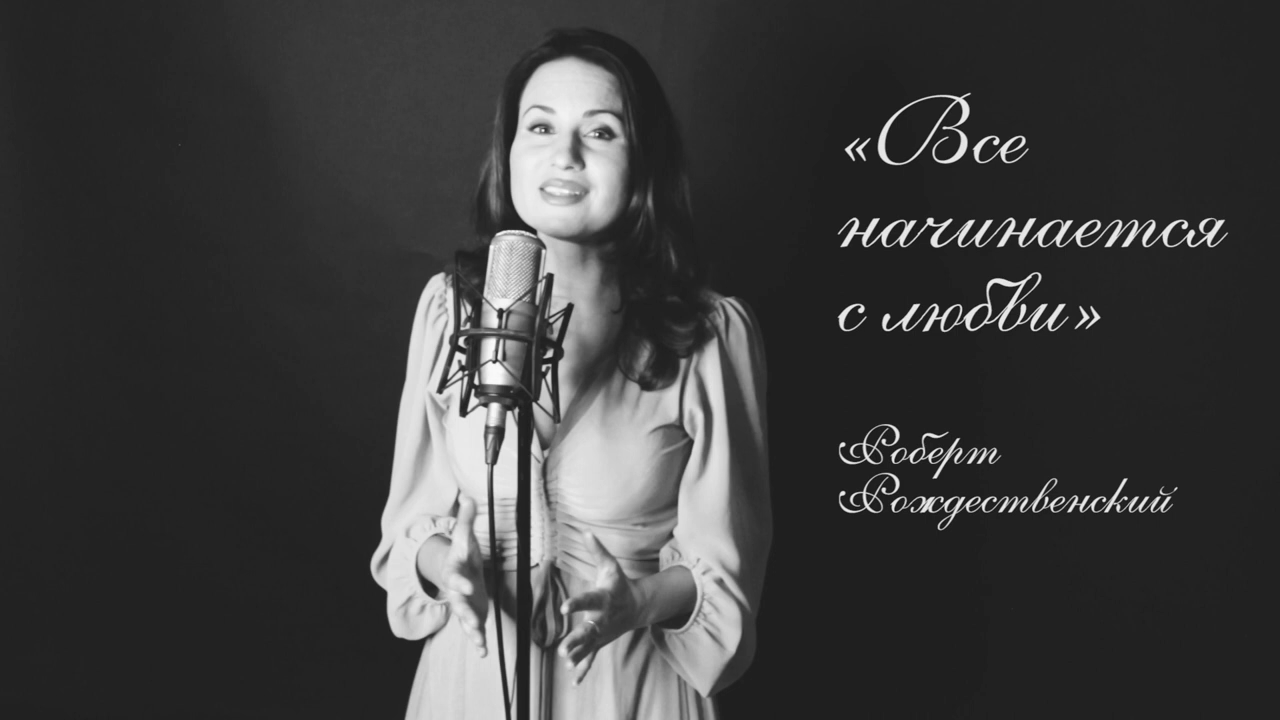 «Все
начинается
с любви»
Роберт
Рождественский